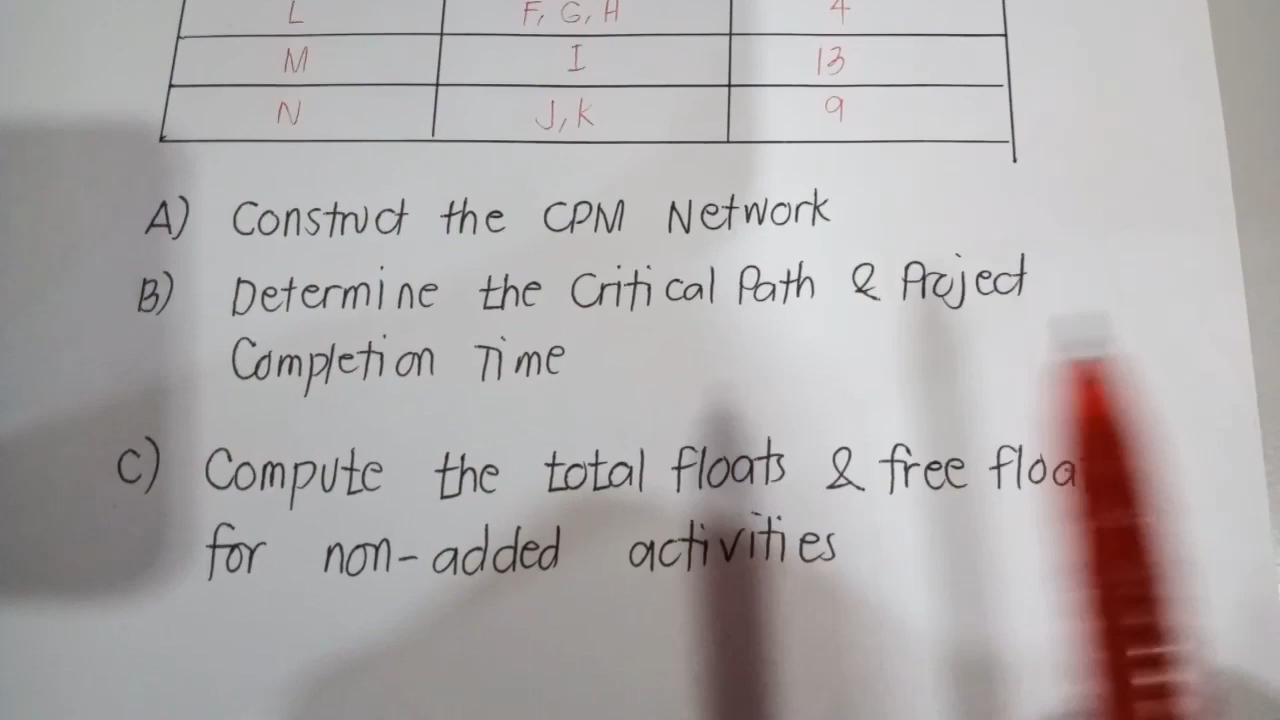 L F, G, H 4
M I 13
N J, K 9
A) Construct the CPM Network
B) Determine the Critical Path & Project
Completion Time
C) Compute the total floats & free floa
for non-added activities